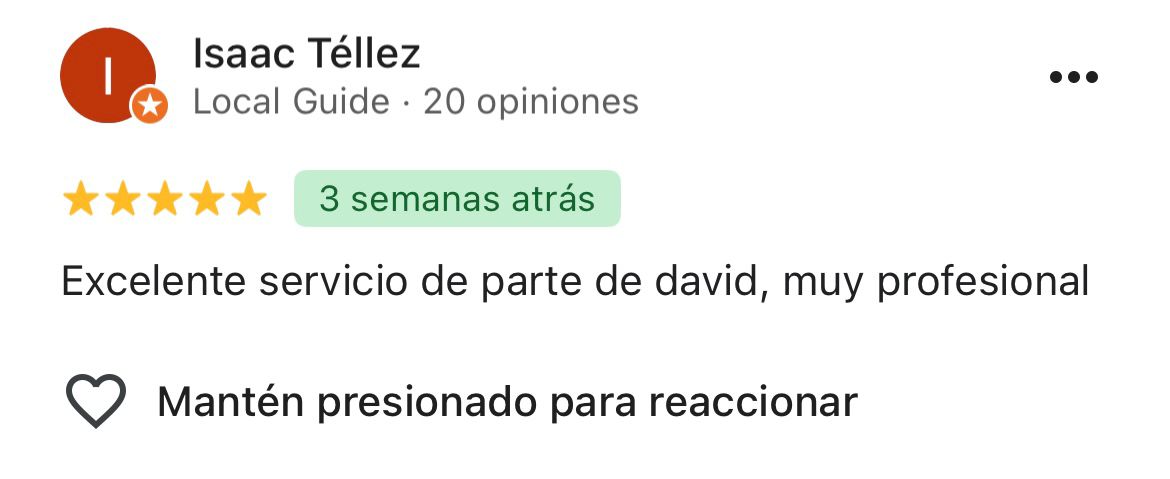 I
Isaac Téllez
Local Guide · 20 opiniones
3 semanas atrás
Excelente servicio de parte de david, muy profesional
Mantén presionado para reaccionar